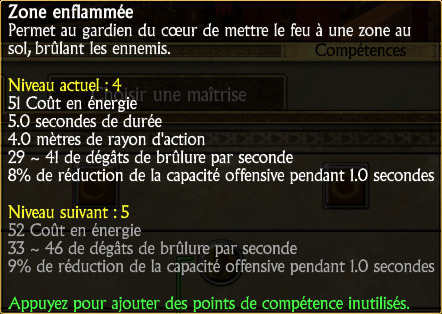 Zone enflammée
Permet au gardien du cœur de mettre le feu à une zone au
sol, brûlant les ennemis.
Compétences
Niveau actuel : 4
51 Coût en énergie
Choisir une maîtrise
5.0 secondes de durée
4.0 mètres de rayon d'action
29 ~ 41 de dégâts de brûlure par seconde
8% de réduction de la capacité offensive pendant 1.0 secondes
Niveau suivant : 5
52 Coût en énergie
33 ~ 46 de dégâts de brûlure par seconde
9% de réduction de la capacité offensive pendant 1.0 secondes
Appuyez pour ajouter des points de compétence inutilisés.